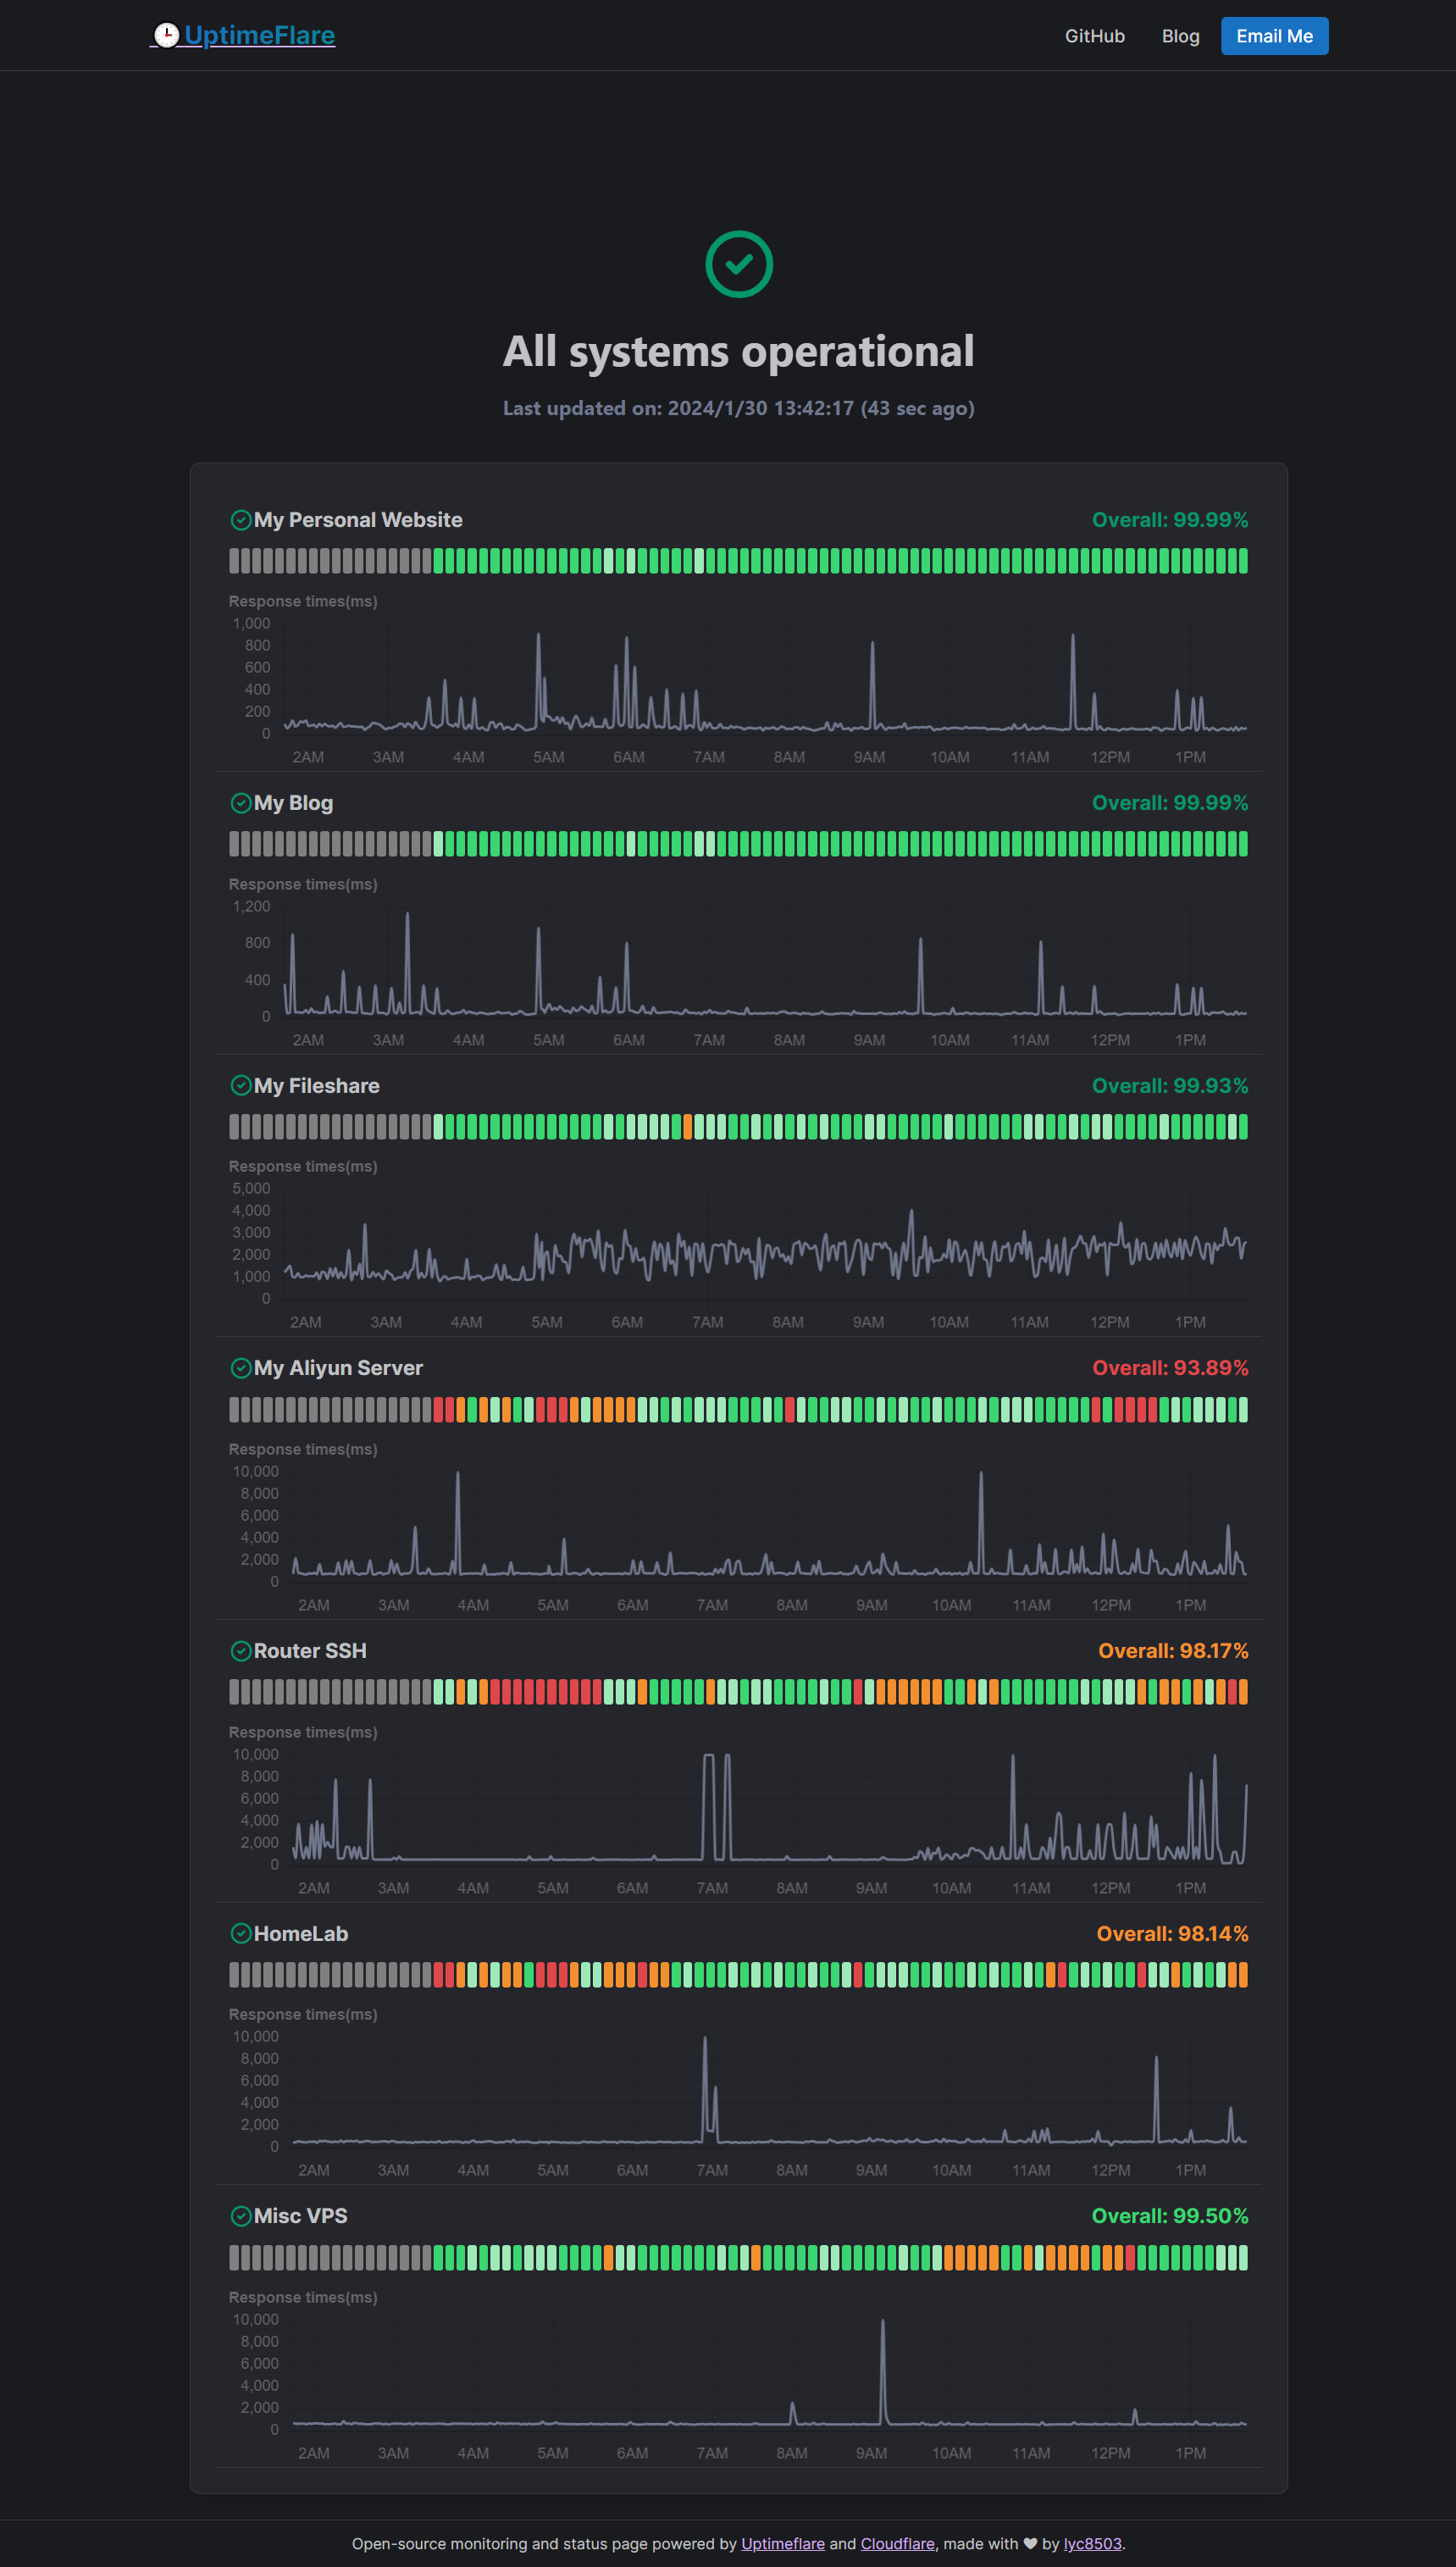 UptimeFlare
GitHub Blog Email Me
All systems operational
Last updated on: 2024/1/30 13:42:17 (43 sec ago)
My Personal Website Overall: 99.99%
Response times(ms)
1,000
800
600
400
200
0
2AM 3AM 4AM 5AM 6AM 7AM 8AM 9AM 10AM 11AM 12PM 1PM
My Blog Overall: 99.99%
Response times(ms)
1,200
800
400
0
2AM 3AM 4AM 5AM 6AM 7AM 8AM 9AM 10AM 11AM 12PM 1PM
My Fileshare Overall: 99.93%
Response times(ms)
5,000
4,000
3,000
2,000
1,000
0
2AM 3AM 4AM 5AM 6AM 7AM 8AM 9AM 10AM 11AM 12PM 1PM
My Aliyun Server Overall: 93.89%
Response times(ms)
10,000
8,000
6,000
4,000
2,000
0
2AM 3AM 4AM 5AM 6AM 7AM 8AM 9AM 10AM 11AM 12PM 1PM
Router SSH Overall: 98.17%
Response times(ms)
10,000
8,000
6,000
4,000
2,000
0
2AM 3AM 4AM 5AM 6AM 7AM 8AM 9AM 10AM 11AM 12PM 1PM
HomeLab Overall: 98.14%
Response times(ms)
10,000
8,000
6,000
4,000
2,000
0
2AM 3AM 4AM 5AM 6AM 7AM 8AM 9AM 10AM 11AM 12PM 1PM
Misc VPS Overall: 99.50%
Response times(ms)
10,000
8,000
6,000
4,000
2,000
0
2AM 3AM 4AM 5AM 6AM 7AM 8AM 9AM 10AM 11AM 12PM 1PM
Open-source monitoring and status page powered by Uptimeflare and Cloudflare, made with ❤ by lyc8503.